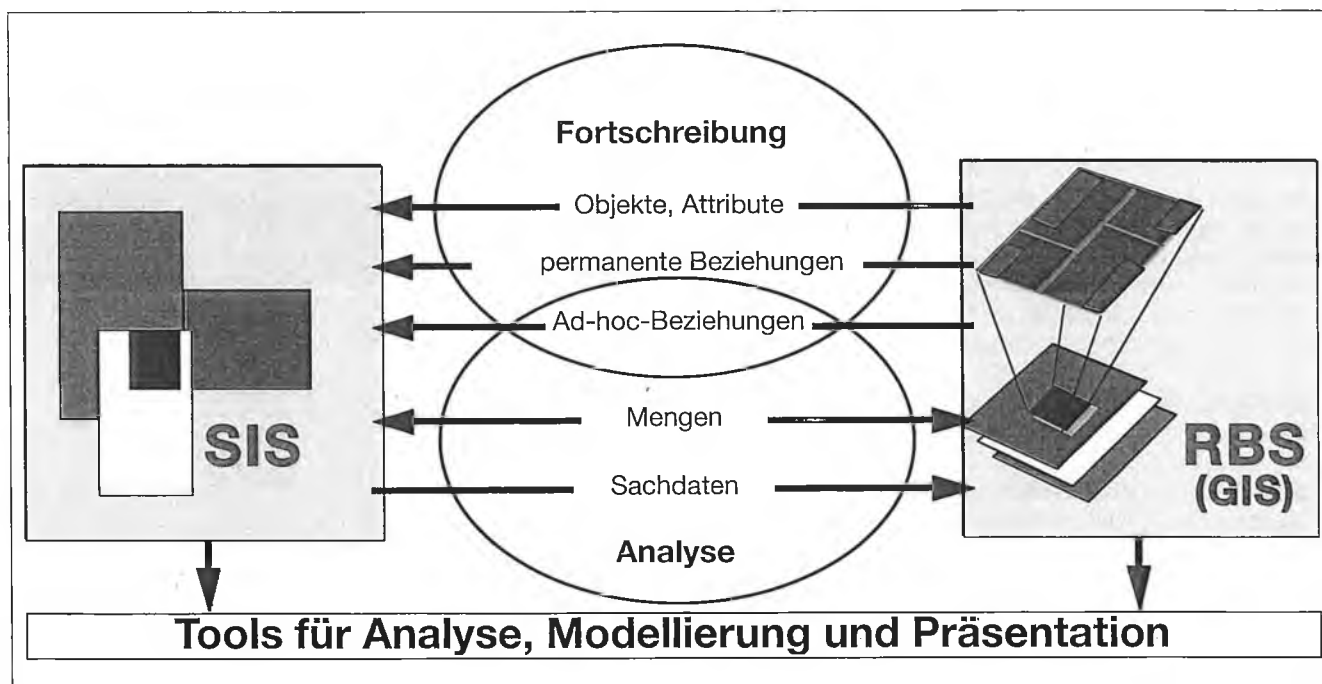 Fortschreibung
Objekte, Attribute
permanente Beziehungen
Ad-hoc-Beziehungen
Mengen
Sachdaten
Analyse
SIS
RBS
(GIS)
Tools für Analyse, Modellierung und Präsentation